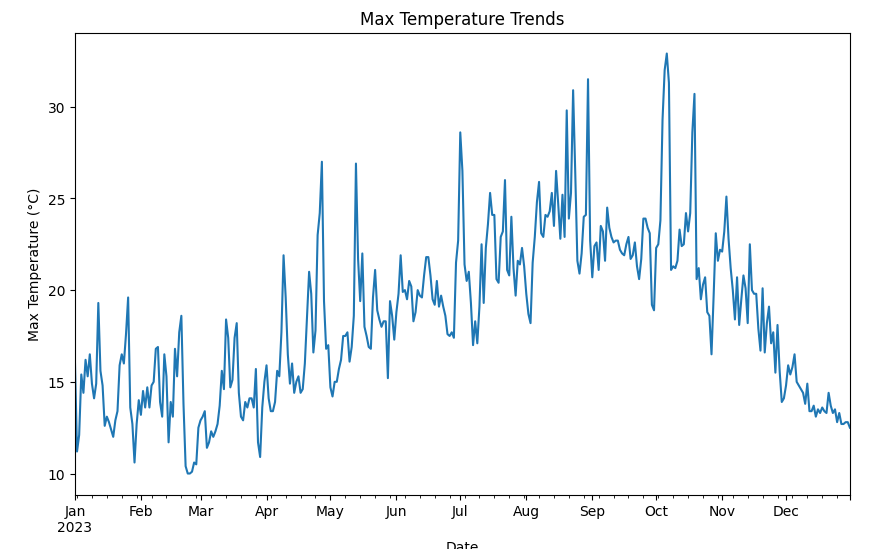 Max Temperature Trends
Max Temperature (°C)
30
25
20
15
10
Jan Feb Mar Apr May Jun Jul Aug Sep Oct Nov Dec
2023
Date